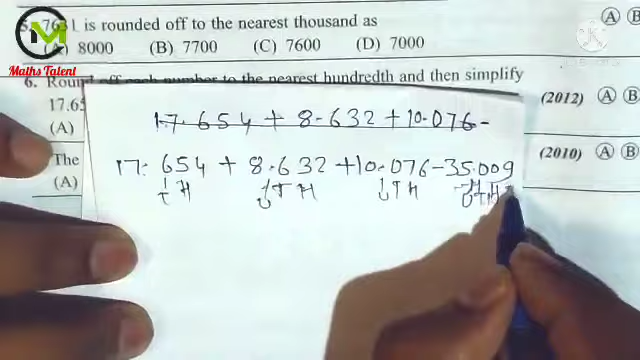 5. 7631 is rounded off to the nearest thousand as
(A) 8000 (B) 7700 (C) 7600 (D) 7000
(A) (B)
6. Round off each number to the nearest hundredth and then simplify
17.65 (2012) (A) (B)
(A)
The (2010) (A) (B)
(A)
17.654 + 8.632 + 10.076 -
17.654 + 8.632 + 10.076 - 35.009
CM
Maths Talent
K